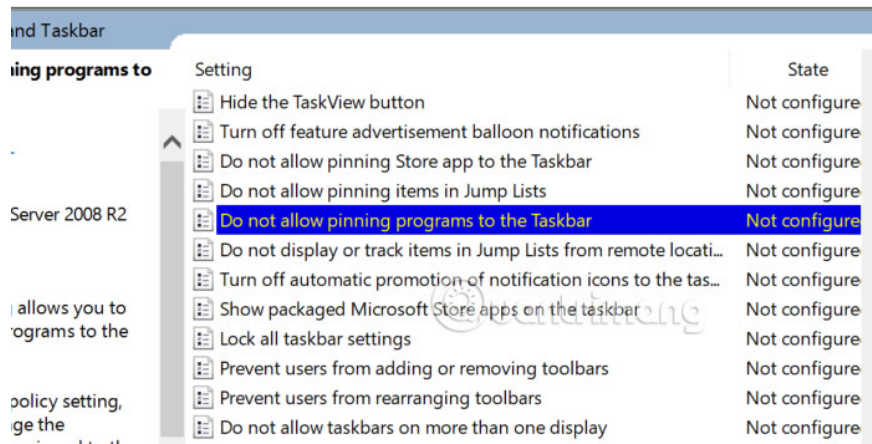 and Taskbar
ing programs to
Setting
State
Hide the TaskView button
Not configure
Turn off feature advertisement balloon notifications
Not configure
Do not allow pinning Store app to the Taskbar
Not configure
Do not allow pinning items in Jump Lists
Not configure
Server 2008 R2
Do not allow pinning programs to the Taskbar
Not configure
Do not display or track items in Jump Lists from remote locati...
Not configure
Turn off automatic promotion of notification icons to the tas...
Not configure
allows you to
Show packaged Microsoft Store apps on the taskbar
Not configure
rograms to the
Lock all taskbar settings
Not configure
Prevent users from adding or removing toolbars
Not configure
policy setting,
Prevent users from rearranging toolbars
Not configure
ge the
Do not allow taskbars on more than one display
Not configure
Quantrimang